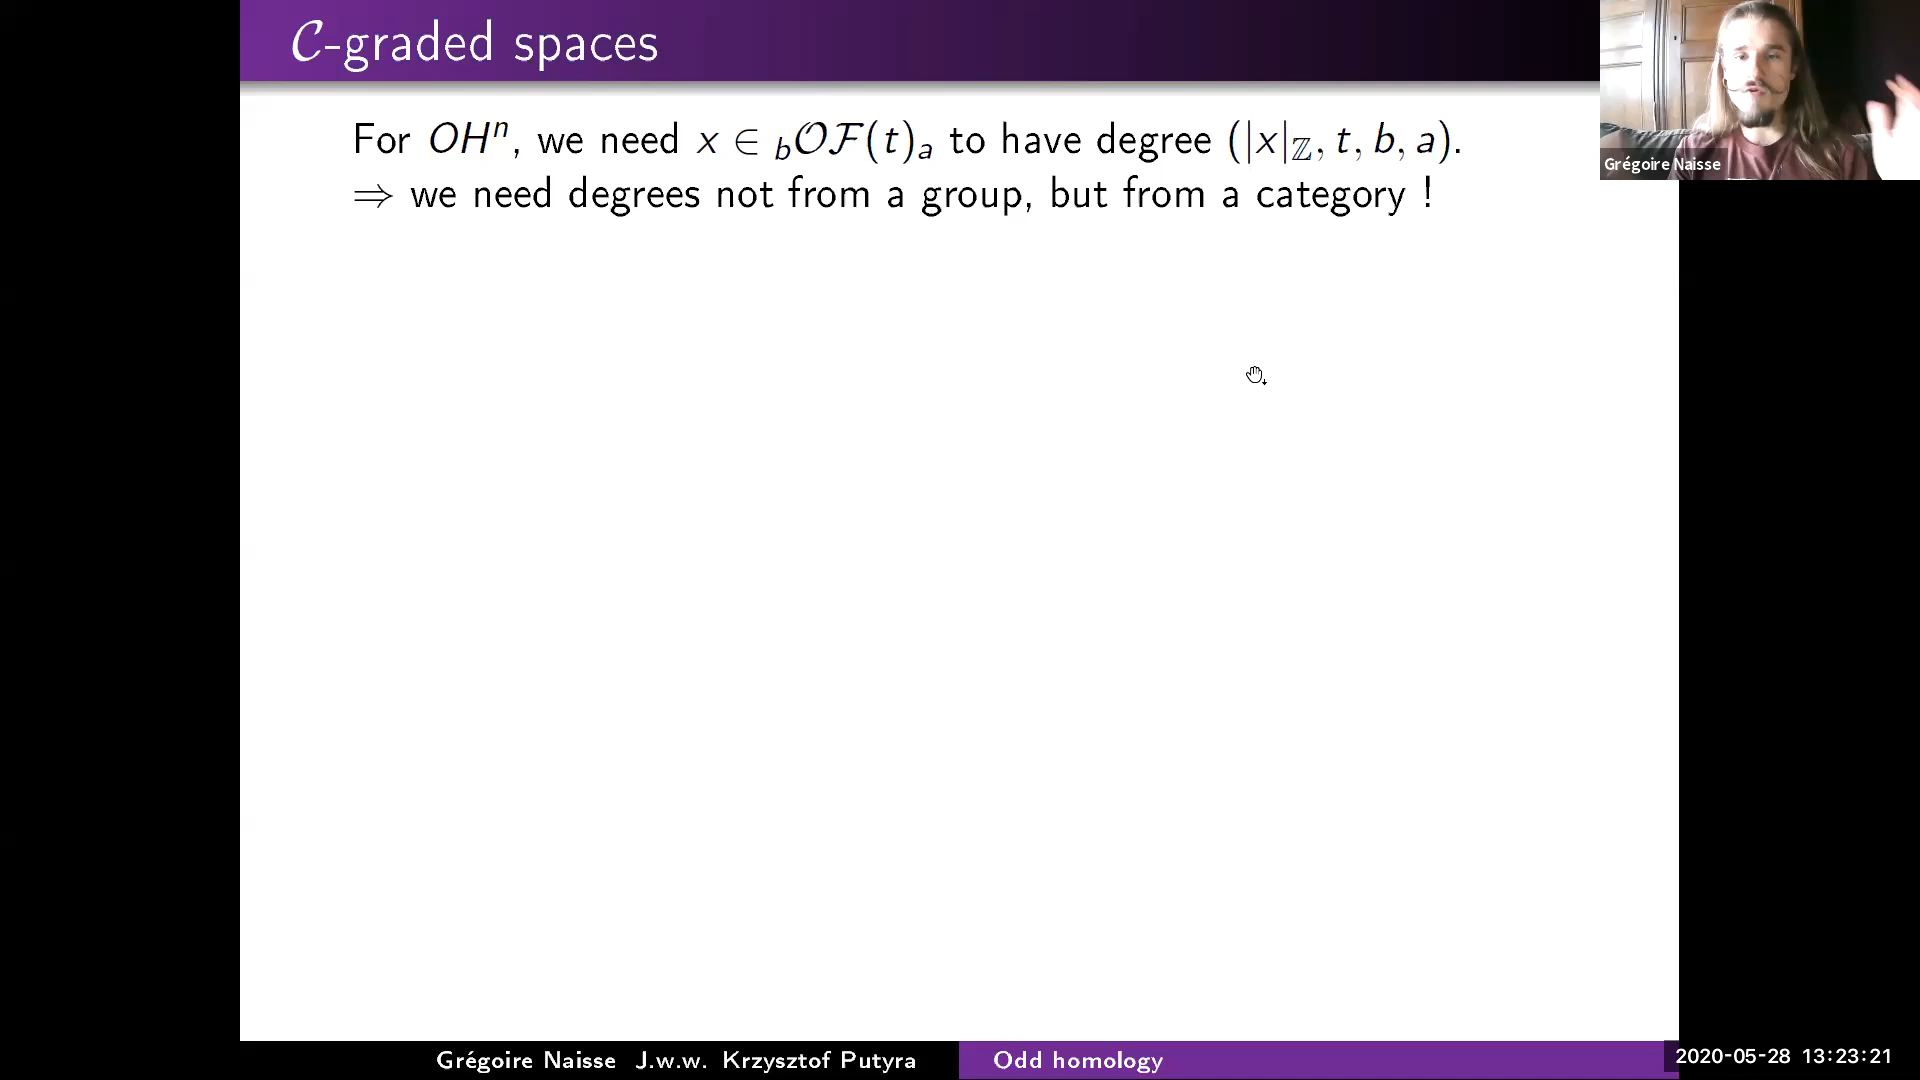 𝒞-graded spaces
For OHⁿ, we need x ∈ _b𝒪ℱ(t)_a to have degree (|x|_ℤ, t, b, a).
⇒ we need degrees not from a group, but from a category !
Grégoire Naisse
Grégoire Naisse J.w.w. Krzysztof Putyra
Odd homology
2020-05-28 13:23:21